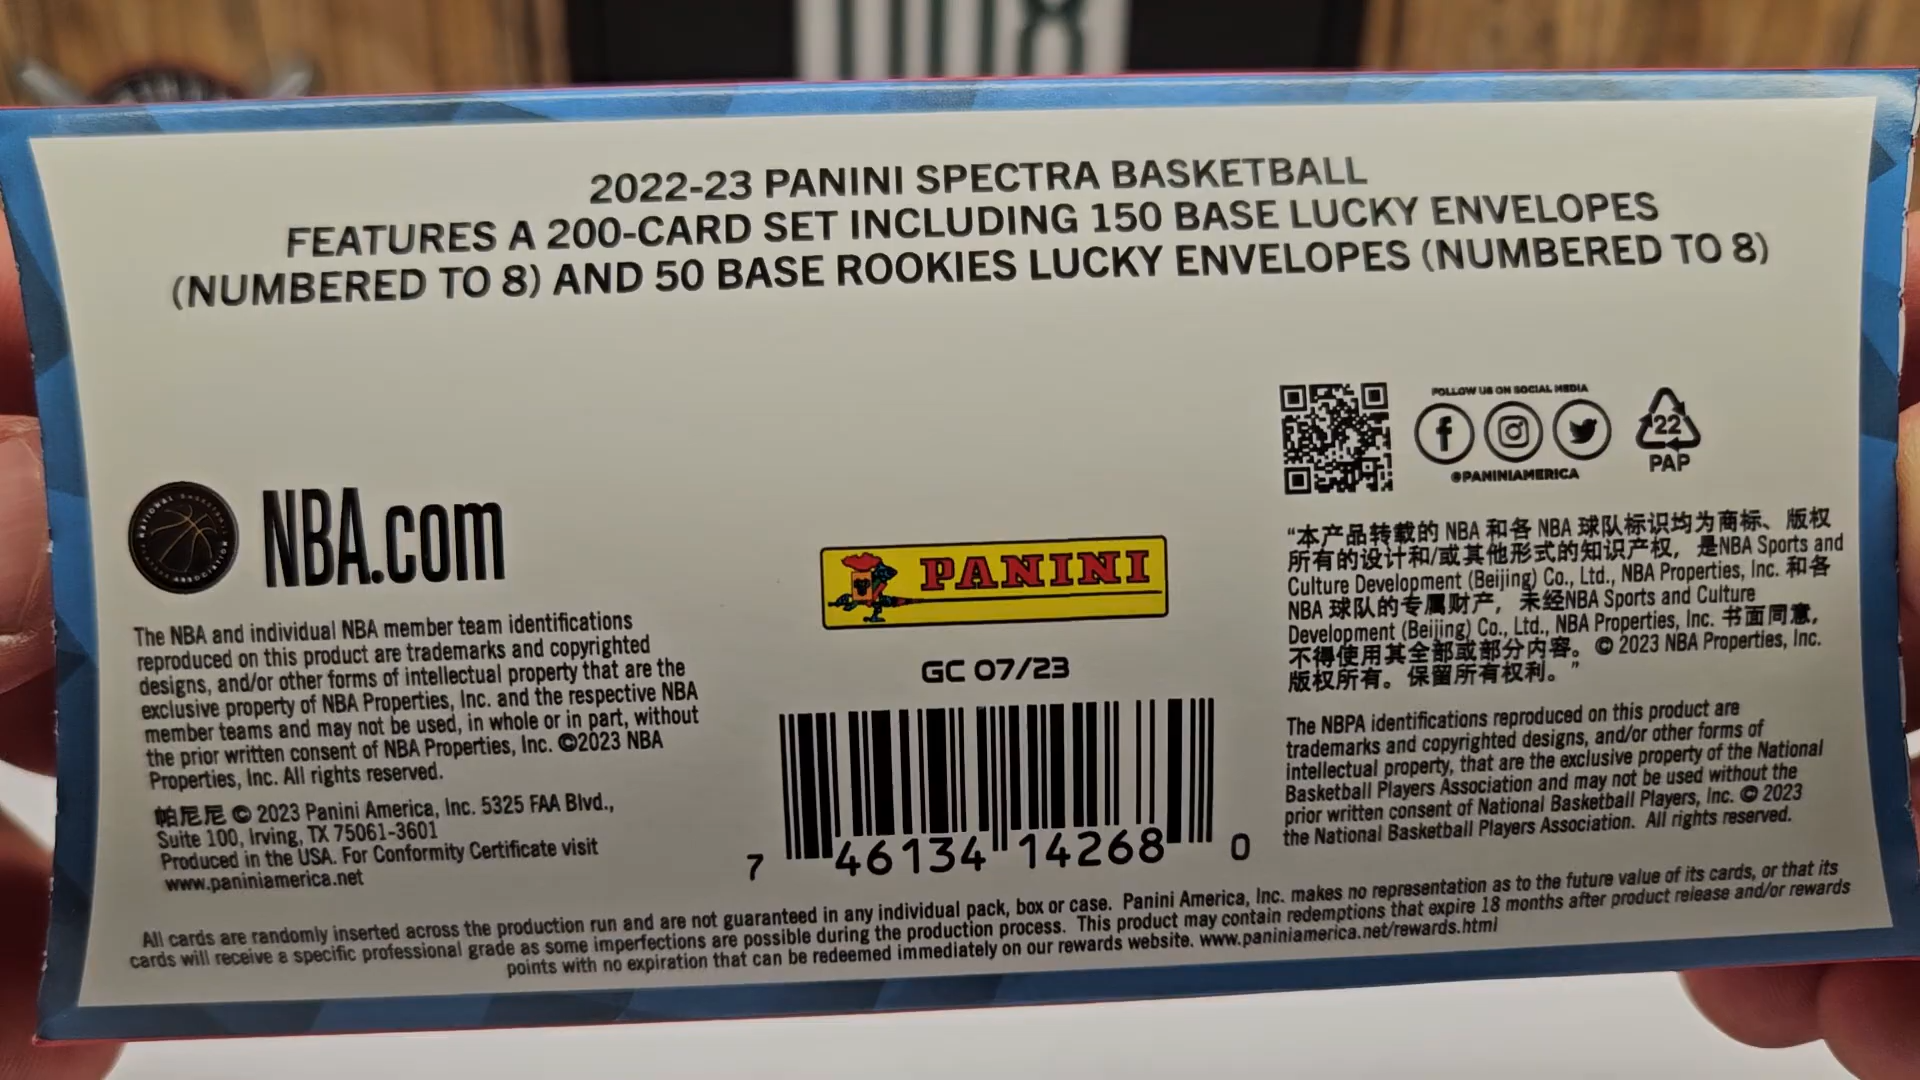 2022-23 PANINI SPECTRA BASKETBALL
FEATURES A 200-CARD SET INCLUDING 150 BASE LUCKY ENVELOPES
(NUMBERED TO 8) AND 50 BASE ROOKIES LUCKY ENVELOPES (NUMBERED TO 8)
FOLLOW US ON SOCIAL MEDIA
@PANINIAMERICA
22
PAP
NATIONAL BASKETBALL ASSOCIATION
NBA.com
The NBA and individual NBA member team identifications
reproduced on this product are trademarks and copyrighted
designs, and/or other forms of intellectual property that are the
exclusive property of NBA Properties, Inc. and the respective NBA
member teams and may not be used, in whole or in part, without
the prior written consent of NBA Properties, Inc. ©2023 NBA
Properties, Inc. All rights reserved.
帕尼尼 © 2023 Panini America, Inc. 5325 FAA Blvd.,
Suite 100, Irving, TX 75061-3601
Produced in the USA. For Conformity Certificate visit
www.paniniamerica.net
PANINI
GC 07/23
7 46134 14268 0
“本产品转载的 NBA 和各 NBA 球队标识均为商标、版权
所有的设计和/或其他形式的知识产权，是NBA Sports and
Culture Development (Beijing) Co., Ltd., NBA Properties, Inc. 和各
NBA 球队的专属财产，未经NBA Sports and Culture
Development (Beijing) Co., Ltd., NBA Properties, Inc. 书面同意,
不得使用其全部或部分内容。© 2023 NBA Properties, Inc.
版权所有。保留所有权利。”
The NBPA identifications reproduced on this product are
trademarks and copyrighted designs, and/or other forms of
intellectual property, that are the exclusive property of the National
Basketball Players Association and may not be used without the
prior written consent of National Basketball Players, Inc. © 2023
the National Basketball Players Association. All rights reserved.
All cards are randomly inserted across the production run and are not guaranteed in any individual pack, box or case. Panini America, Inc. makes no representation as to the future value of its cards, or that its
cards will receive a specific professional grade as some imperfections are possible during the production process. This product may contain redemptions that expire 18 months after product release and/or rewards
points with no expiration that can be redeemed immediately on our rewards website. www.paniniamerica.net/rewards.html